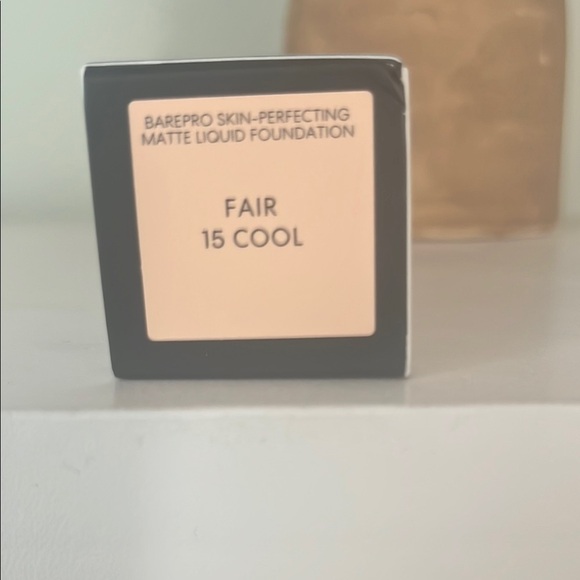 BAREPRO SKIN-PERFECTING
MATTE LIQUID FOUNDATION
FAIR
15 COOL